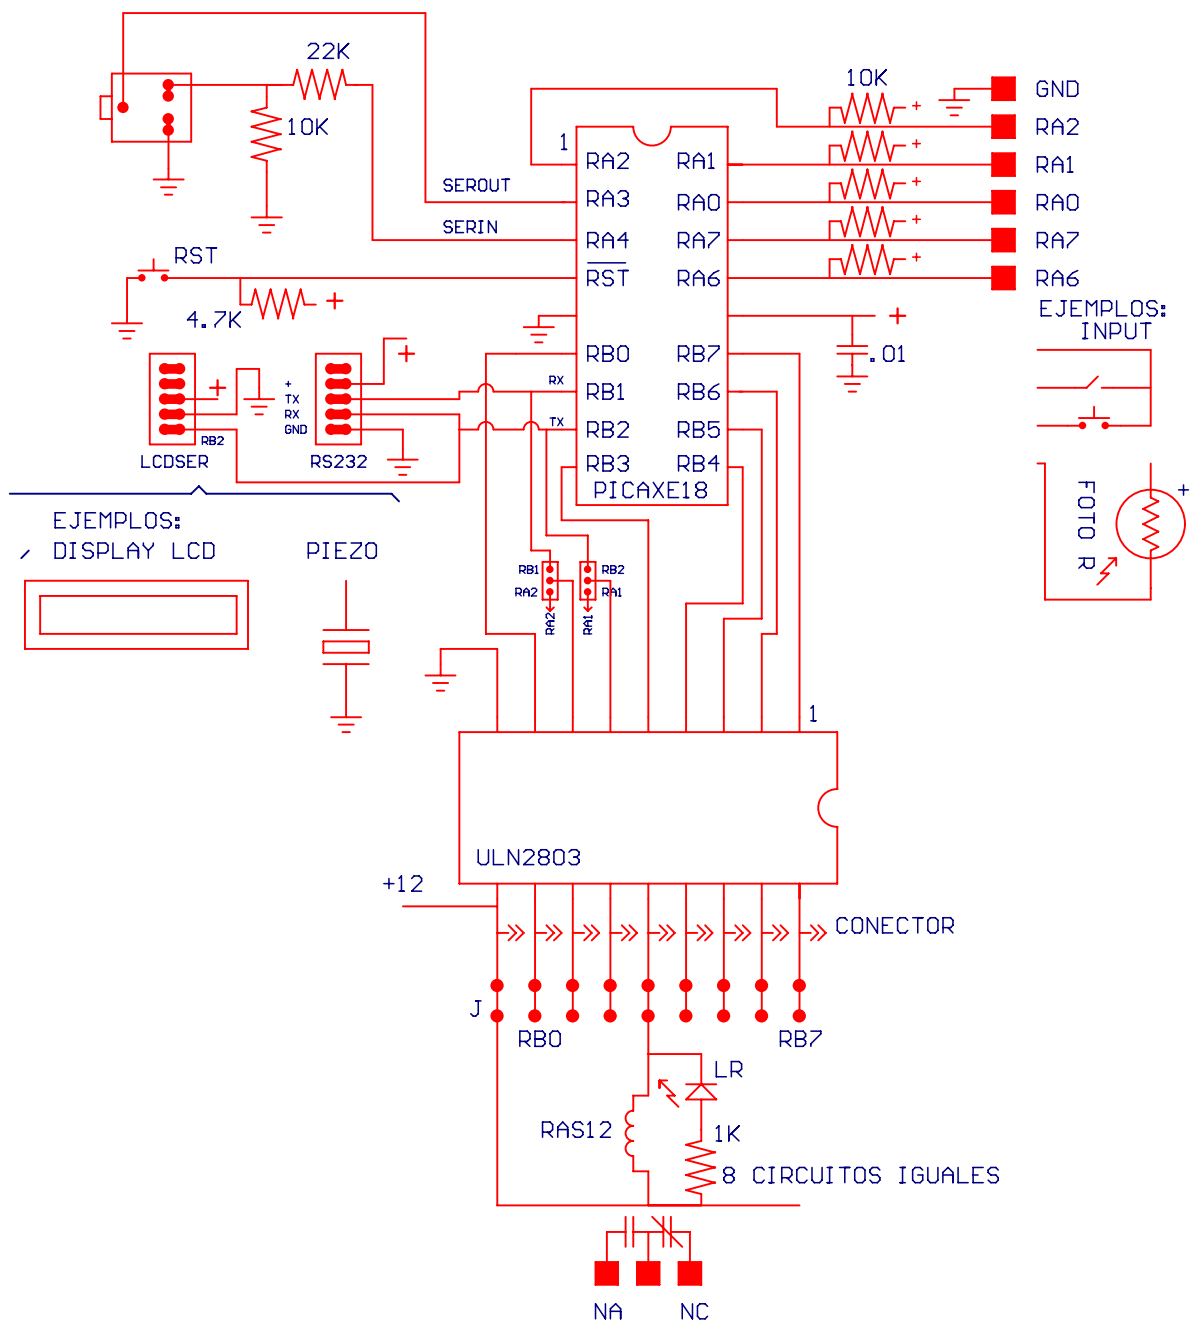 22K
10K
10K
GND
RA2
RA1
RA0
RA7
RA6
+
+
+
+
+
1
RA2 RA1
RA3 RA0
RA4 RA7
RST RA6
RB0 RB7
RB1 RB6
RB2 RB5
RB3 RB4
PICAXE18
SEROUT
SERIN
RST
4.7K
+
+
.01
RX
TX
+
+
+
TX
RX
GND
RB2
LCDSER
RS232
EJEMPLOS:
DISPLAY LCD
PIEZO
EJEMPLOS:
INPUT
FOTO R
+
RB1
RA2
RA2
RB2
RA1
RA1
1
ULN2803
+12
CONECTOR
J
RB0
RB7
LR
RAS12
1K
8 CIRCUITOS IGUALES
NA
NC